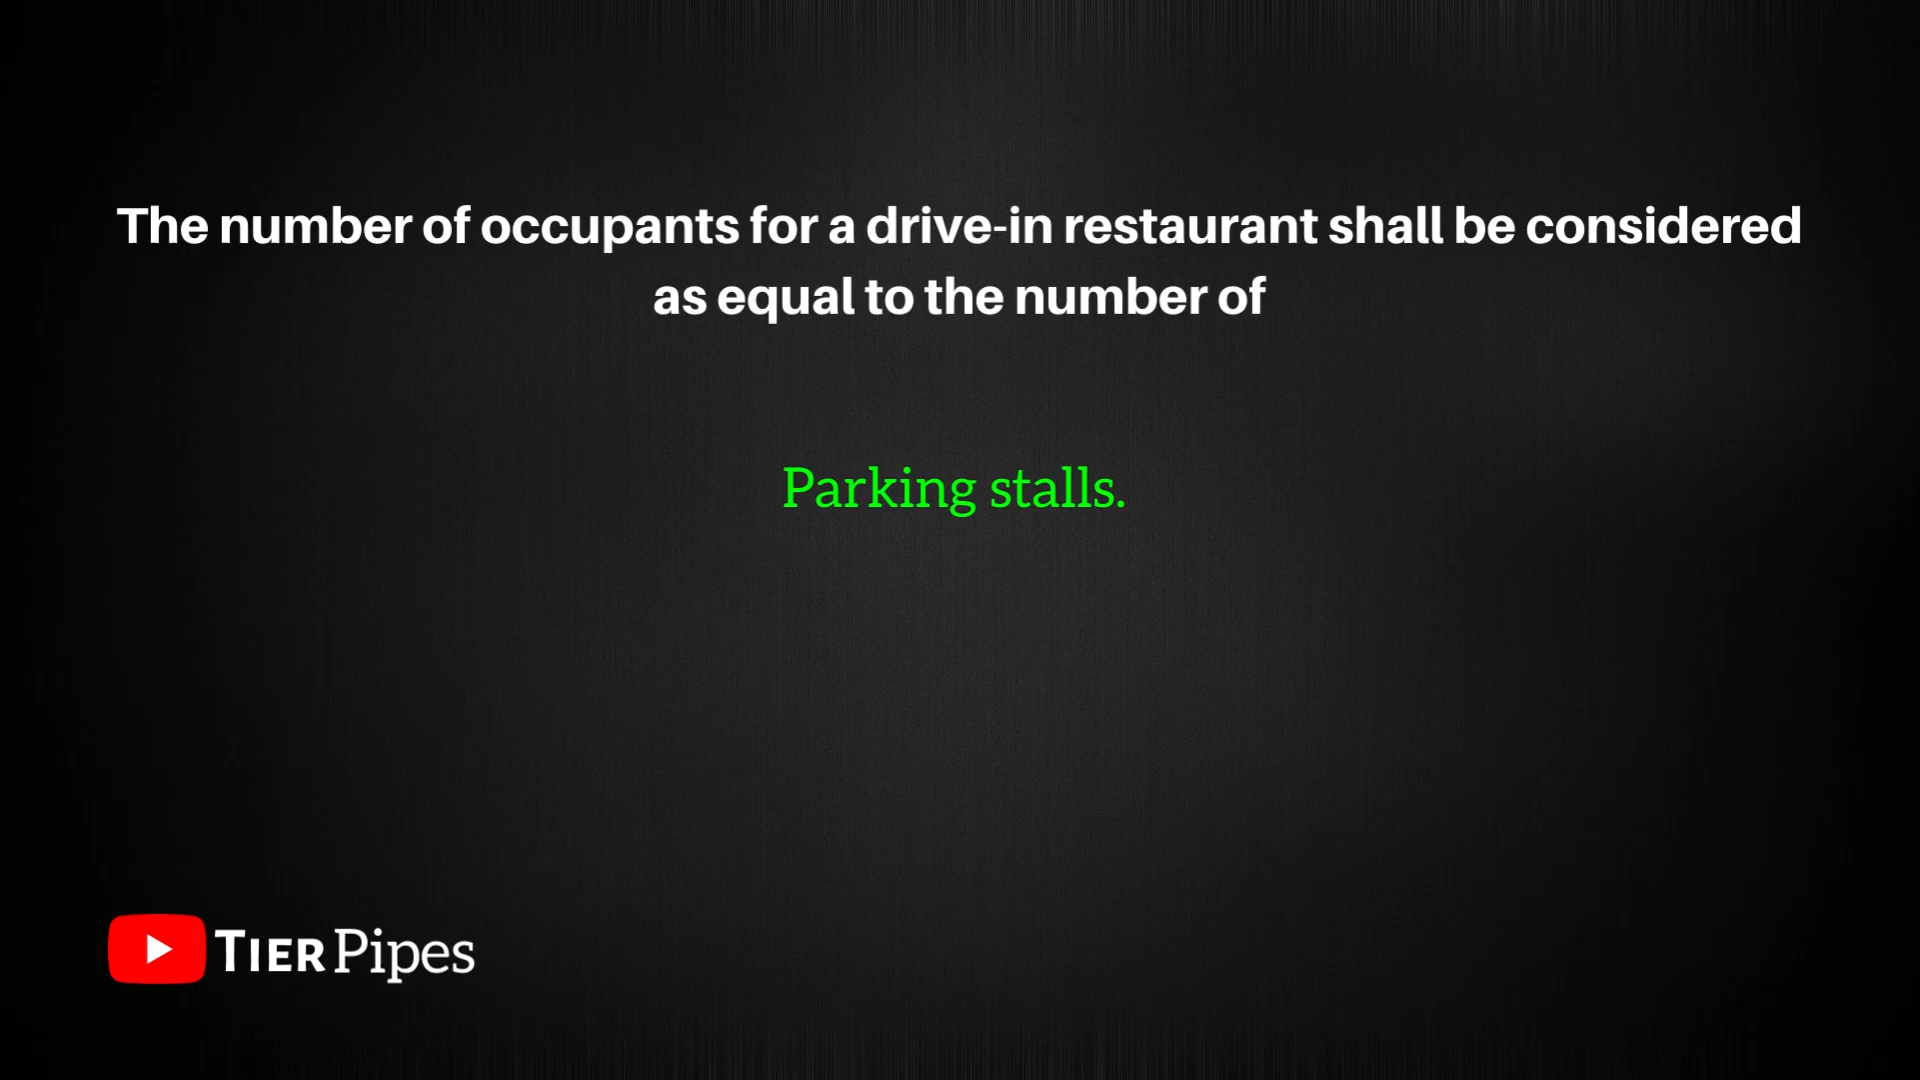 The number of occupants for a drive-in restaurant shall be considered
as equal to the number of
Parking stalls.
TIER Pipes